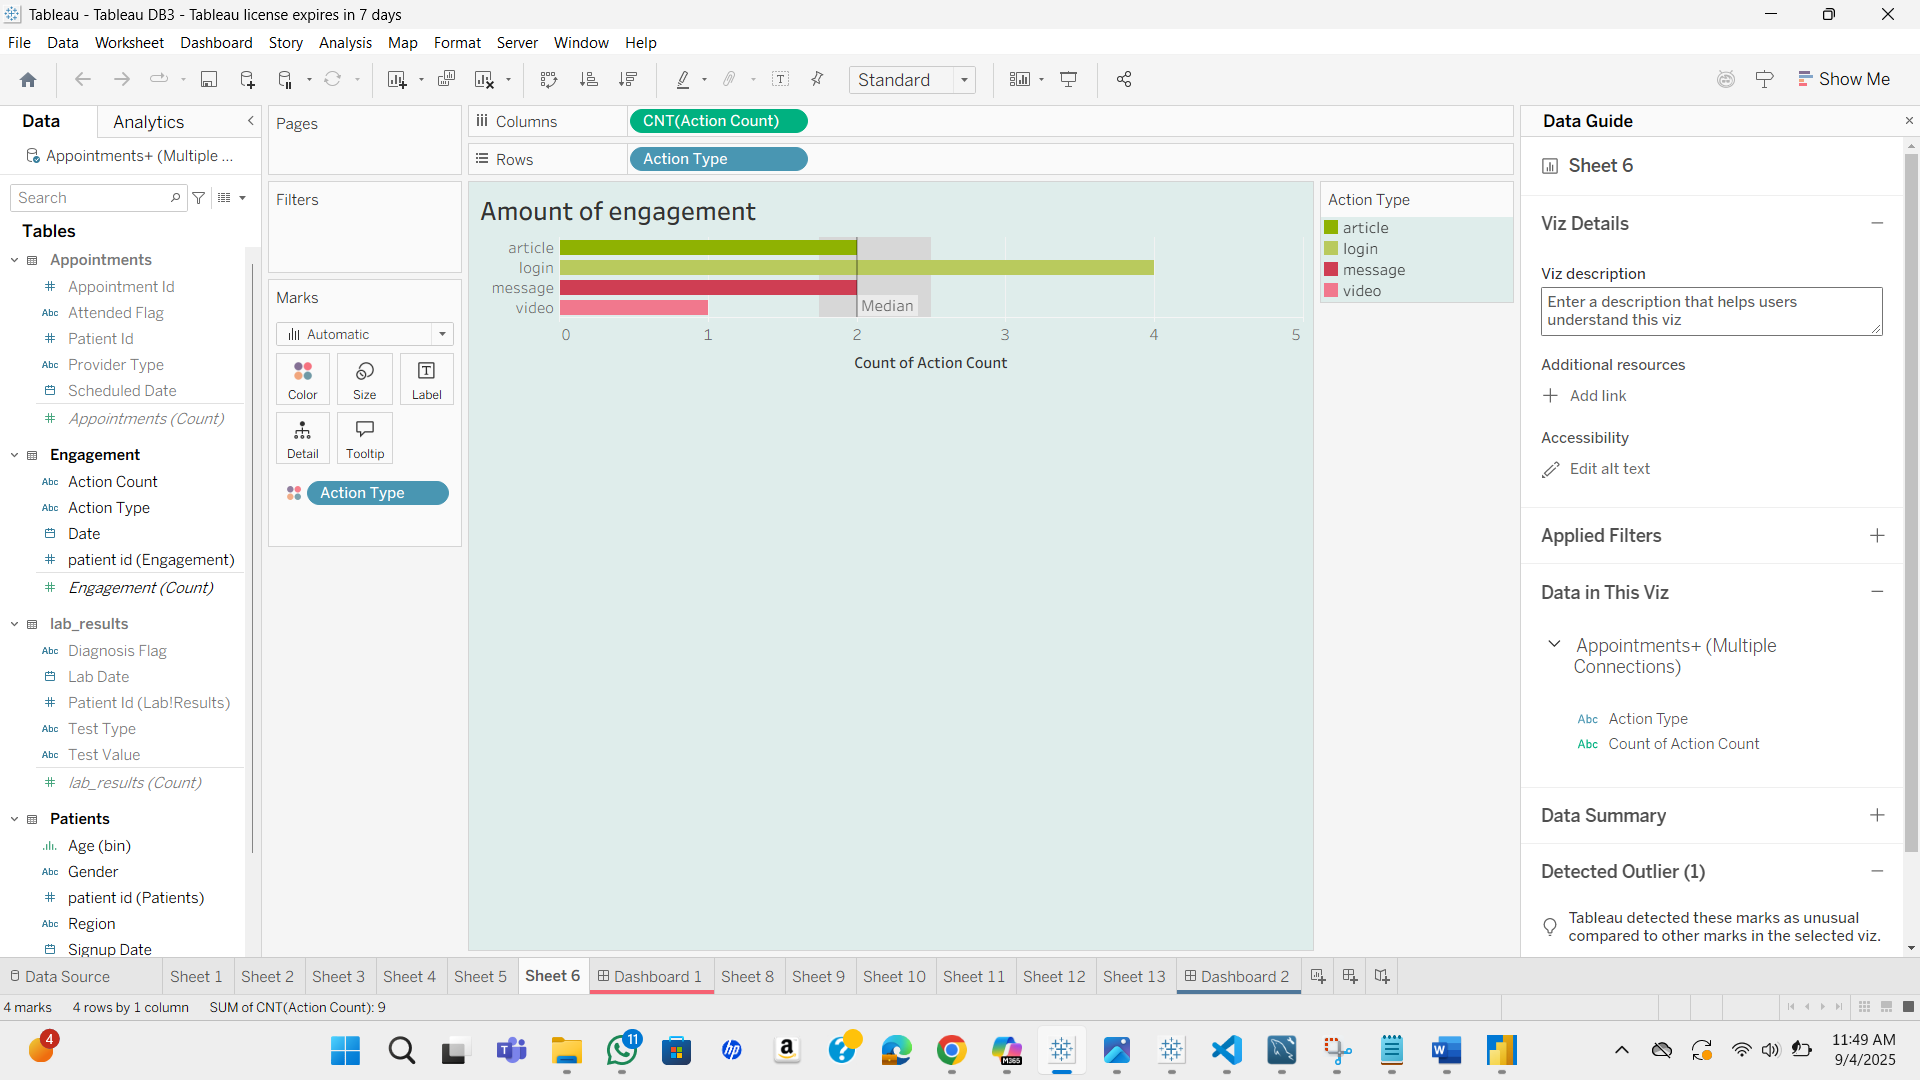 Tableau - Tableau DB3 - Tableau license expires in 7 days
File Data Worksheet Dashboard Story Analysis Map Format Server Window Help
Standard
Show Me
Data Analytics
Appointments+ (Multiple ...
Search
Tables
Appointments
# Appointment Id
Abc Attended Flag
# Patient Id
Abc Provider Type
Scheduled Date
# Appointments (Count)
Engagement
Abc Action Count
Abc Action Type
Date
# patient id (Engagement)
# Engagement (Count)
lab_results
Abc Diagnosis Flag
Lab Date
# Patient Id (Lab!Results)
Abc Test Type
Abc Test Value
# lab_results (Count)
Patients
Age (bin)
Abc Gender
# patient id (Patients)
Abc Region
Signup Date
Pages
Filters
Marks
Automatic
Color Size Label
Detail Tooltip
Action Type
Columns CNT(Action Count)
Rows Action Type
Amount of engagement
article
login
message
video
Median
0 1 2 3 4 5
Count of Action Count
Action Type
article
login
message
video
Data Guide
Sheet 6
Viz Details
Viz description
Enter a description that helps users
understand this viz
Additional resources
Add link
Accessibility
Edit alt text
Applied Filters
Data in This Viz
Appointments+ (Multiple
Connections)
Abc Action Type
Abc Count of Action Count
Data Summary
Detected Outlier (1)
Tableau detected these marks as unusual
compared to other marks in the selected viz.
Data Source Sheet 1 Sheet 2 Sheet 3 Sheet 4 Sheet 5 Sheet 6 Dashboard 1 Sheet 8 Sheet 9 Sheet 10 Sheet 11 Sheet 12 Sheet 13 Dashboard 2
4 marks 4 rows by 1 column SUM of CNT(Action Count): 9
4
11
hp
a
M365
11:49 AM
9/4/2025